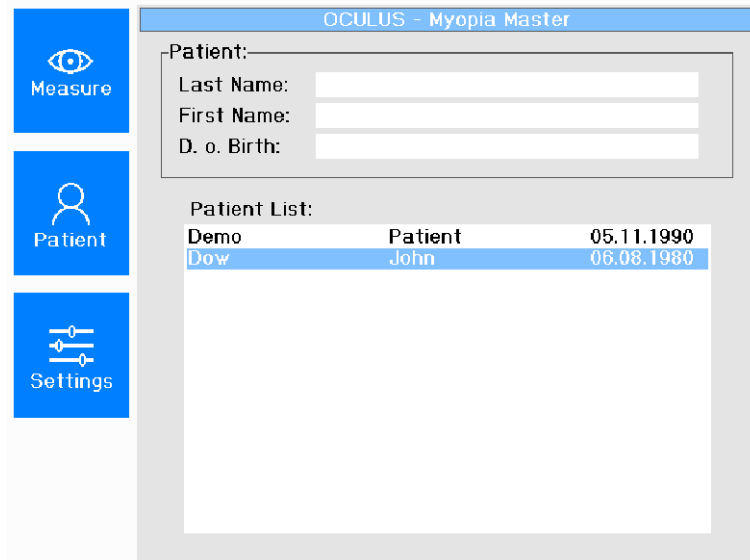 OCULUS - Myopia Master
Measure
Patient
Settings
Patient:
Last Name:
First Name:
D. o. Birth:
Patient List:
Demo Patient 05.11.1990
Dow John 06.08.1980